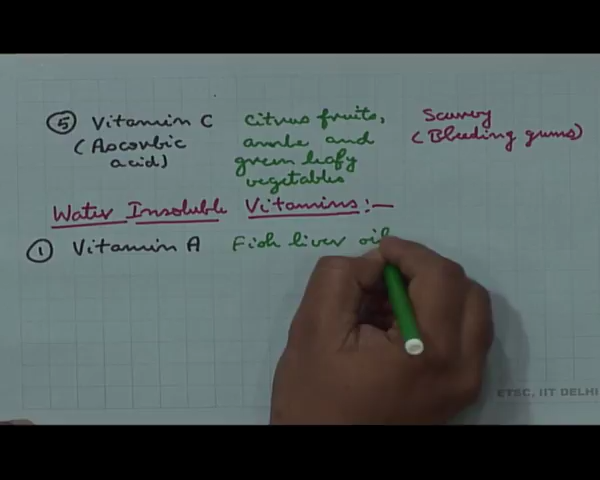 ⑤ Vitamin C citrus fruits, Scurvy
(Ascorbic amla and (Bleeding gums)
acid) green leafy
vegetables
Water Insoluble Vitamins :—
① Vitamin A Fish liver oil
ETSC, IIT DELHI